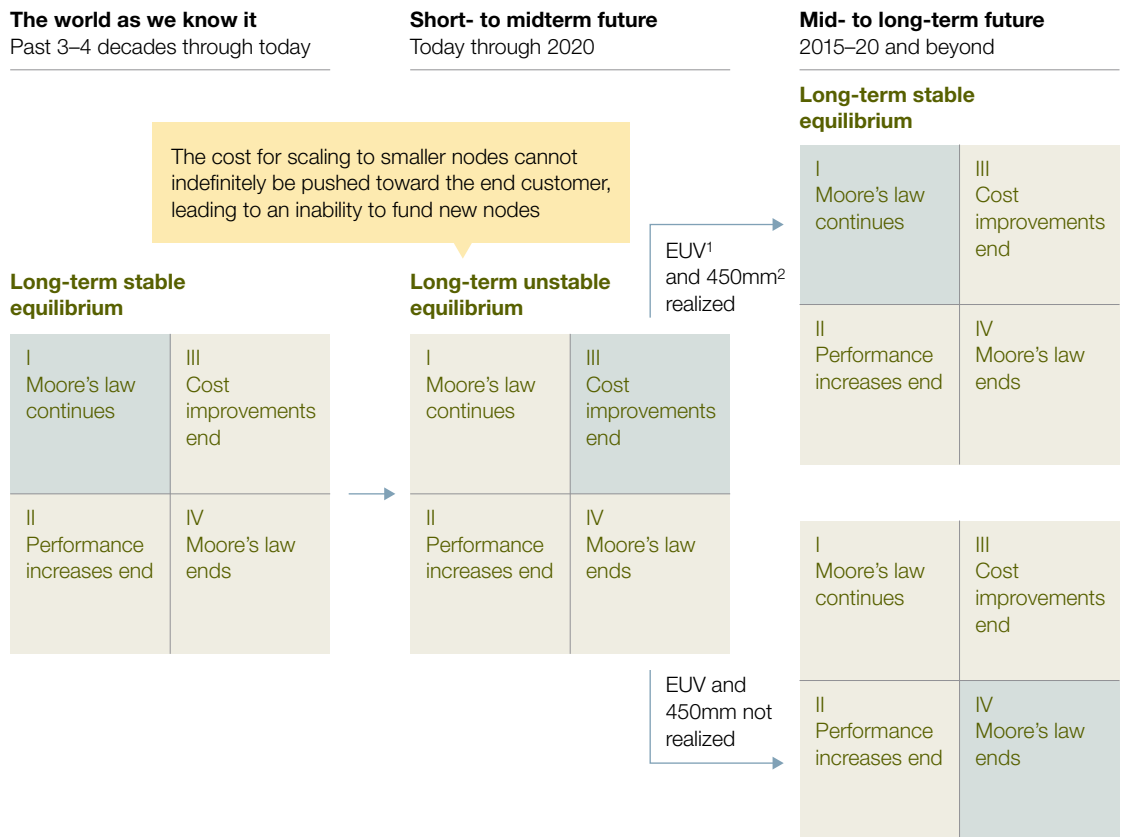 The world as we know it
Past 3–4 decades through today
Short- to midterm future
Today through 2020
Mid- to long-term future
2015–20 and beyond
The cost for scaling to smaller nodes cannot
indefinitely be pushed toward the end customer,
leading to an inability to fund new nodes
Long-term stable
equilibrium
I
Moore’s law
continues
III
Cost
improvements
end
II
Performance
increases end
IV
Moore’s law
ends
Long-term unstable
equilibrium
I
Moore’s law
continues
III
Cost
improvements
end
II
Performance
increases end
IV
Moore’s law
ends
EUV¹
and 450mm²
realized
EUV and
450mm not
realized
Long-term stable
equilibrium
I
Moore’s law
continues
III
Cost
improvements
end
II
Performance
increases end
IV
Moore’s law
ends
I
Moore’s law
continues
III
Cost
improvements
end
II
Performance
increases end
IV
Moore’s law
ends